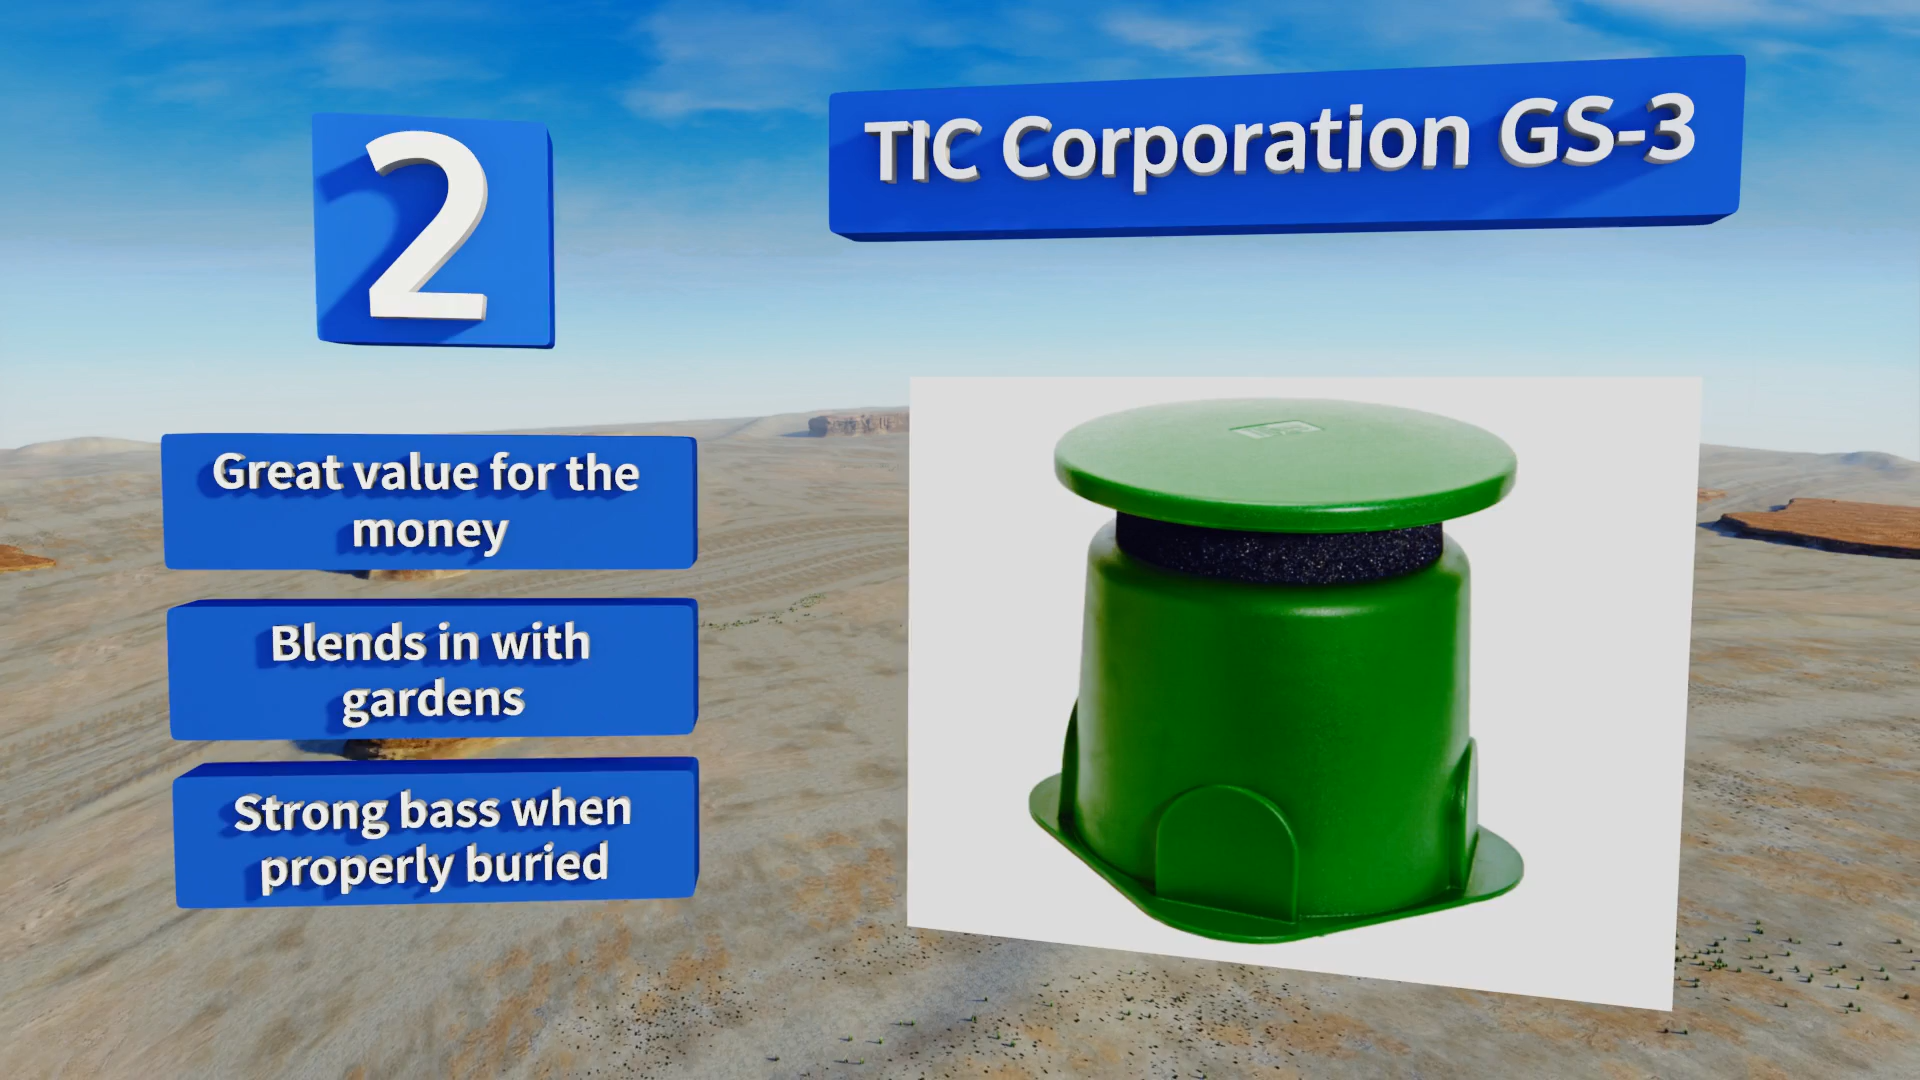 2
TIC Corporation GS-3
Great value for the
money
Blends in with
gardens
Strong bass when
properly buried